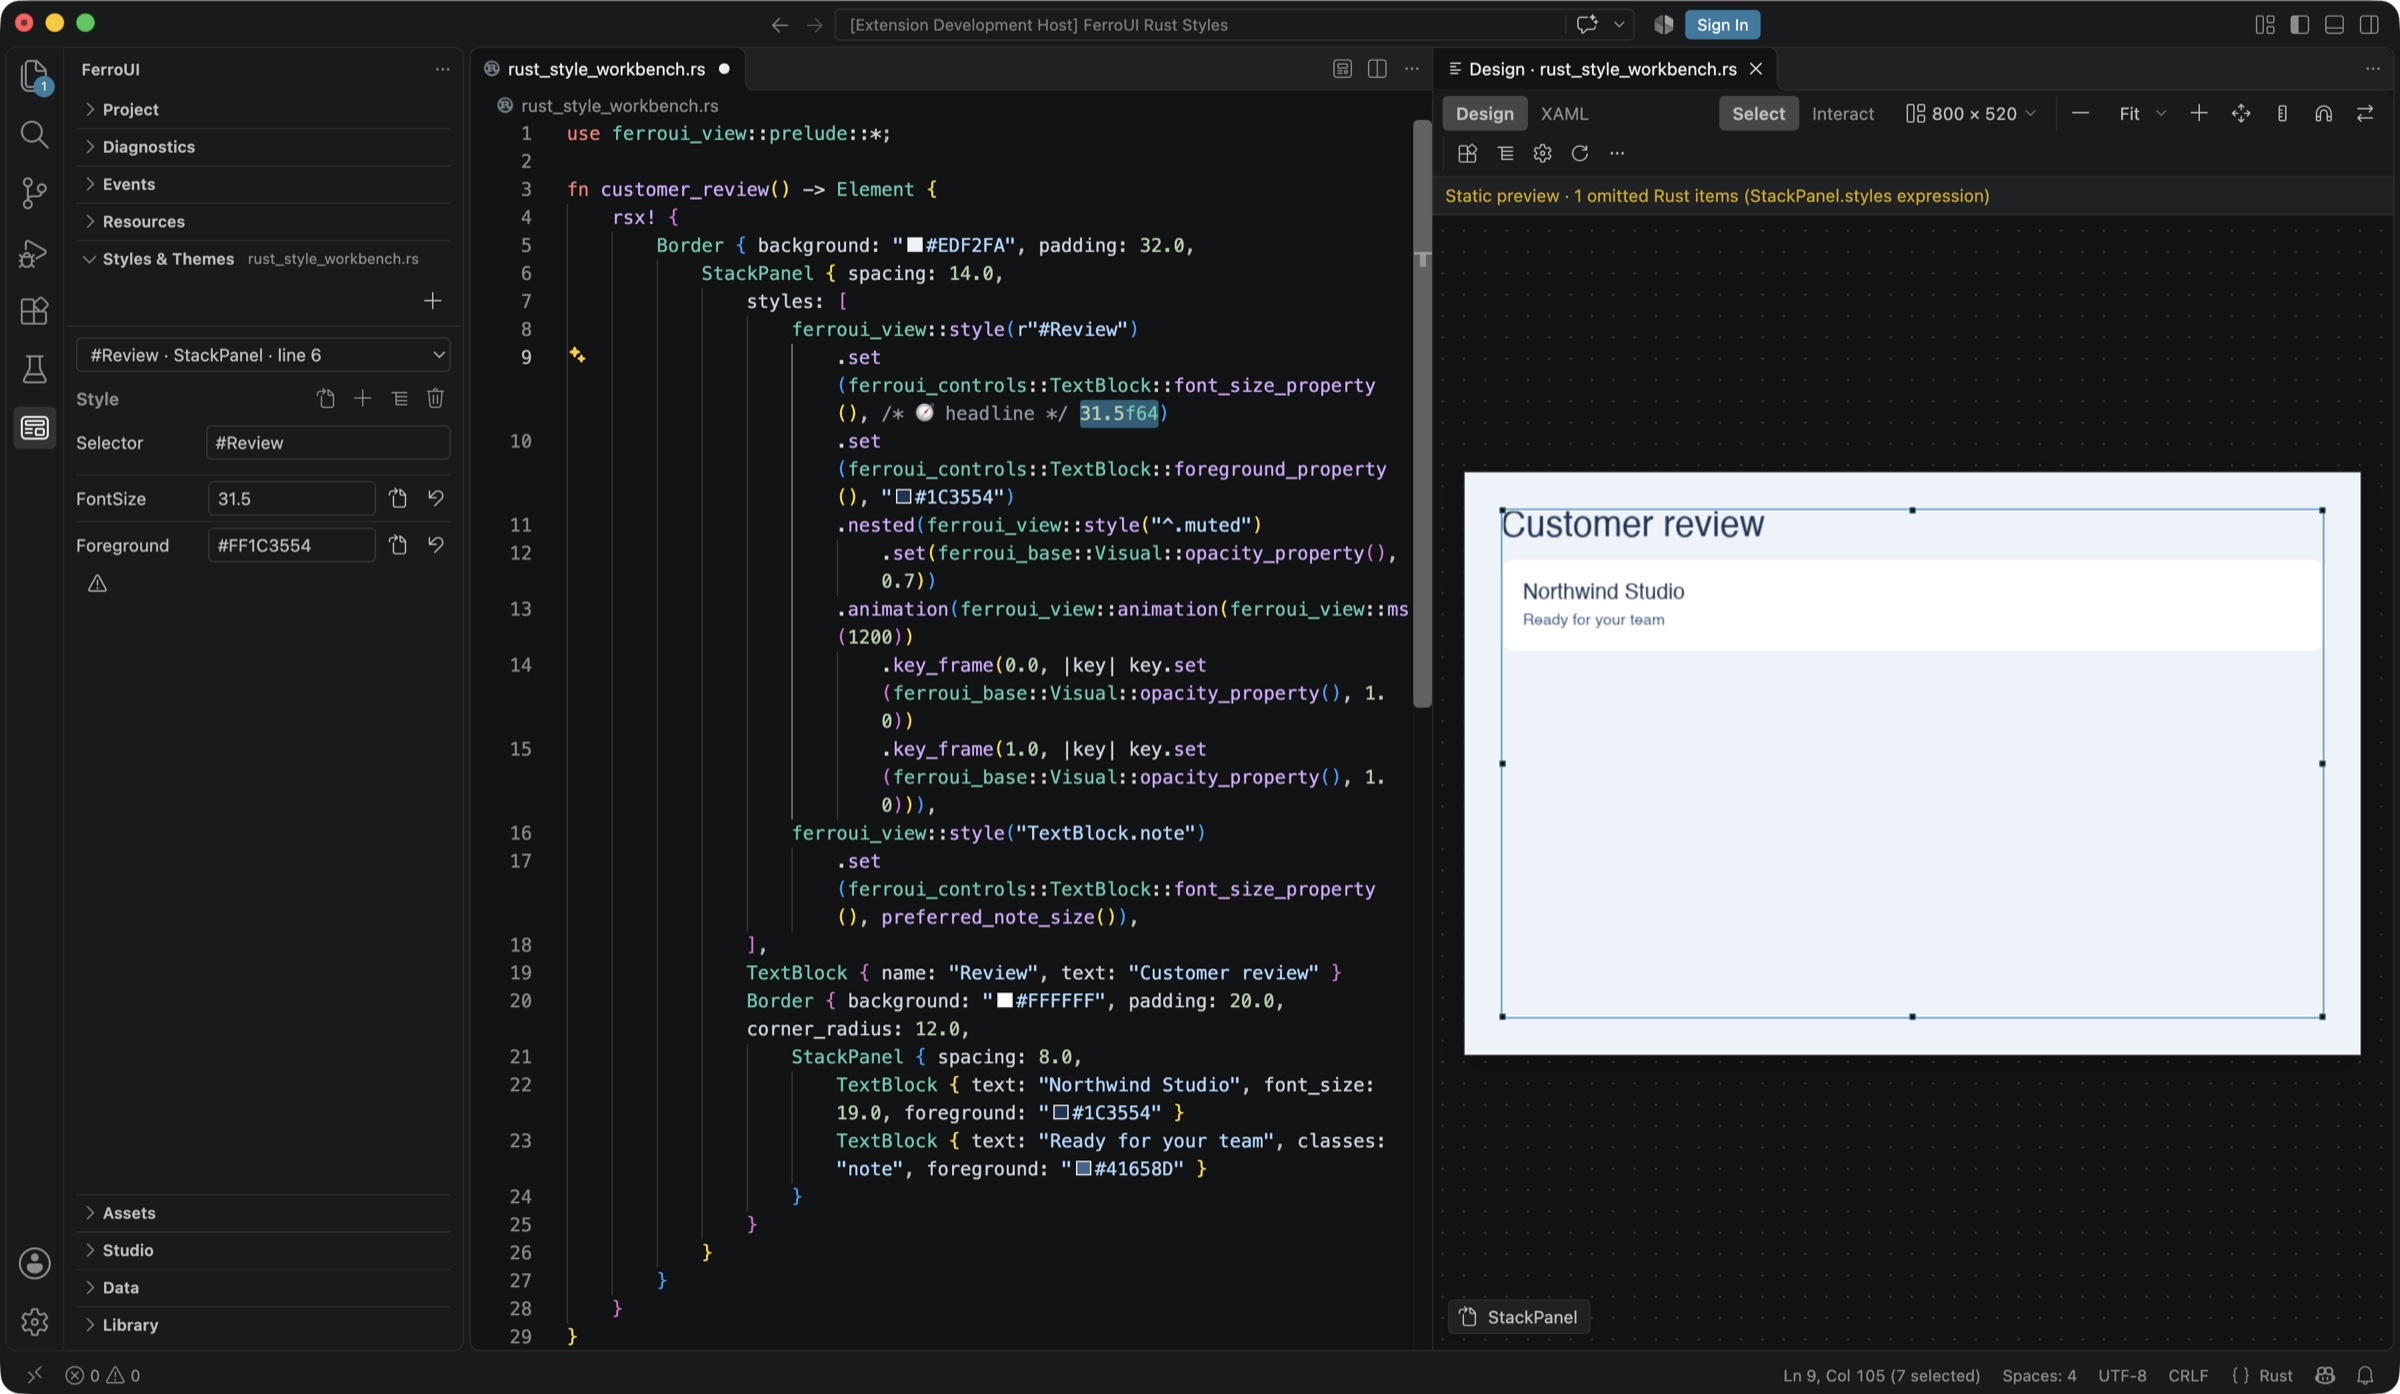 [Extension Development Host] FerroUI Rust Styles
Sign In
1
FerroUI
Project
Diagnostics
Events
Resources
Styles & Themes rust_style_workbench.rs
#Review · StackPanel · line 6
Style
Selector #Review
FontSize 31.5
Foreground #FF1C3554
Assets
Studio
Data
Library
rust_style_workbench.rs
rust_style_workbench.rs
1 use ferroui_view::prelude::*;
2
3 fn customer_review() -> Element {
4 rsx! {
5 Border { background: "#EDF2FA", padding: 32.0,
6 StackPanel { spacing: 14.0,
7 styles: [
8 ferroui_view::style(r"#Review")
9 .set
(ferroui_controls::TextBlock::font_size_property
(), /* 🧭 headline */ 31.5f64)
10 .set
(ferroui_controls::TextBlock::foreground_property
(), "#1C3554")
11 .nested(ferroui_view::style("^.muted")
12 .set(ferroui_base::Visual::opacity_property(),
0.7))
13 .animation(ferroui_view::animation(ferroui_view::ms
(1200))
14 .key_frame(0.0, |key| key.set
(ferroui_base::Visual::opacity_property(), 1.
0))
15 .key_frame(1.0, |key| key.set
(ferroui_base::Visual::opacity_property(), 1.
0))),
16 ferroui_view::style("TextBlock.note")
17 .set
(ferroui_controls::TextBlock::font_size_property
(), preferred_note_size()),
18 ],
19 TextBlock { name: "Review", text: "Customer review" }
20 Border { background: "#FFFFFF", padding: 20.0,
corner_radius: 12.0,
21 StackPanel { spacing: 8.0,
22 TextBlock { text: "Northwind Studio", font_size:
19.0, foreground: "#1C3554" }
23 TextBlock { text: "Ready for your team", classes:
"note", foreground: "#41658D" }
24 }
25 }
26 }
27 }
28 }
29 }
Design · rust_style_workbench.rs
Design XAML Select Interact 800 × 520 Fit
Static preview · 1 omitted Rust items (StackPanel.styles expression)
Customer review
Northwind Studio
Ready for your team
StackPanel
0 0
Ln 9, Col 105 (7 selected) Spaces: 4 UTF-8 CRLF {} Rust